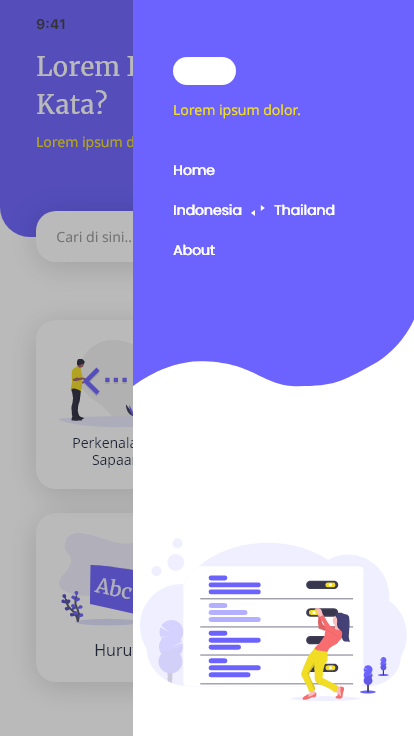 9:41
Lorem I
Kata?
Lorem ipsum d
Cari di sini..
Perkenala
Sapaa
Abc
Huru
Lorem ipsum dolor.
Home
Indonesia Thailand
About